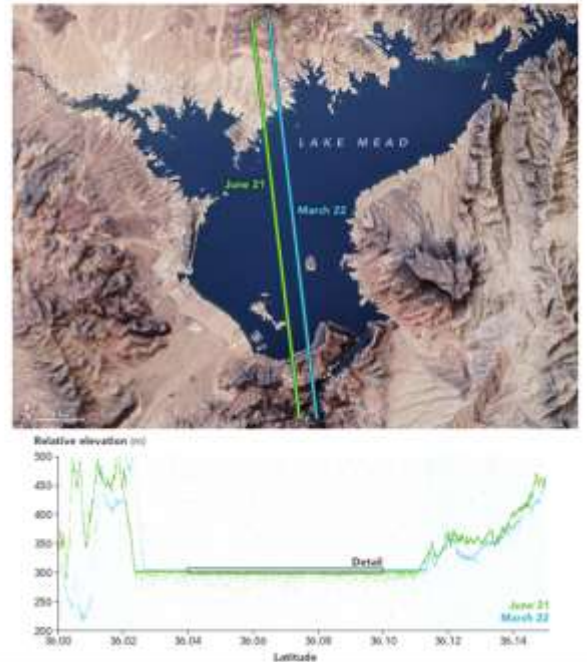 LAKE MEAD
June 21
March 22
Relative elevation (m)
500
450
400
350
300
250
200
Detail
June 21
March 22
36.00 36.02 36.04 36.06 36.08 36.10 36.12 36.14
Latitude